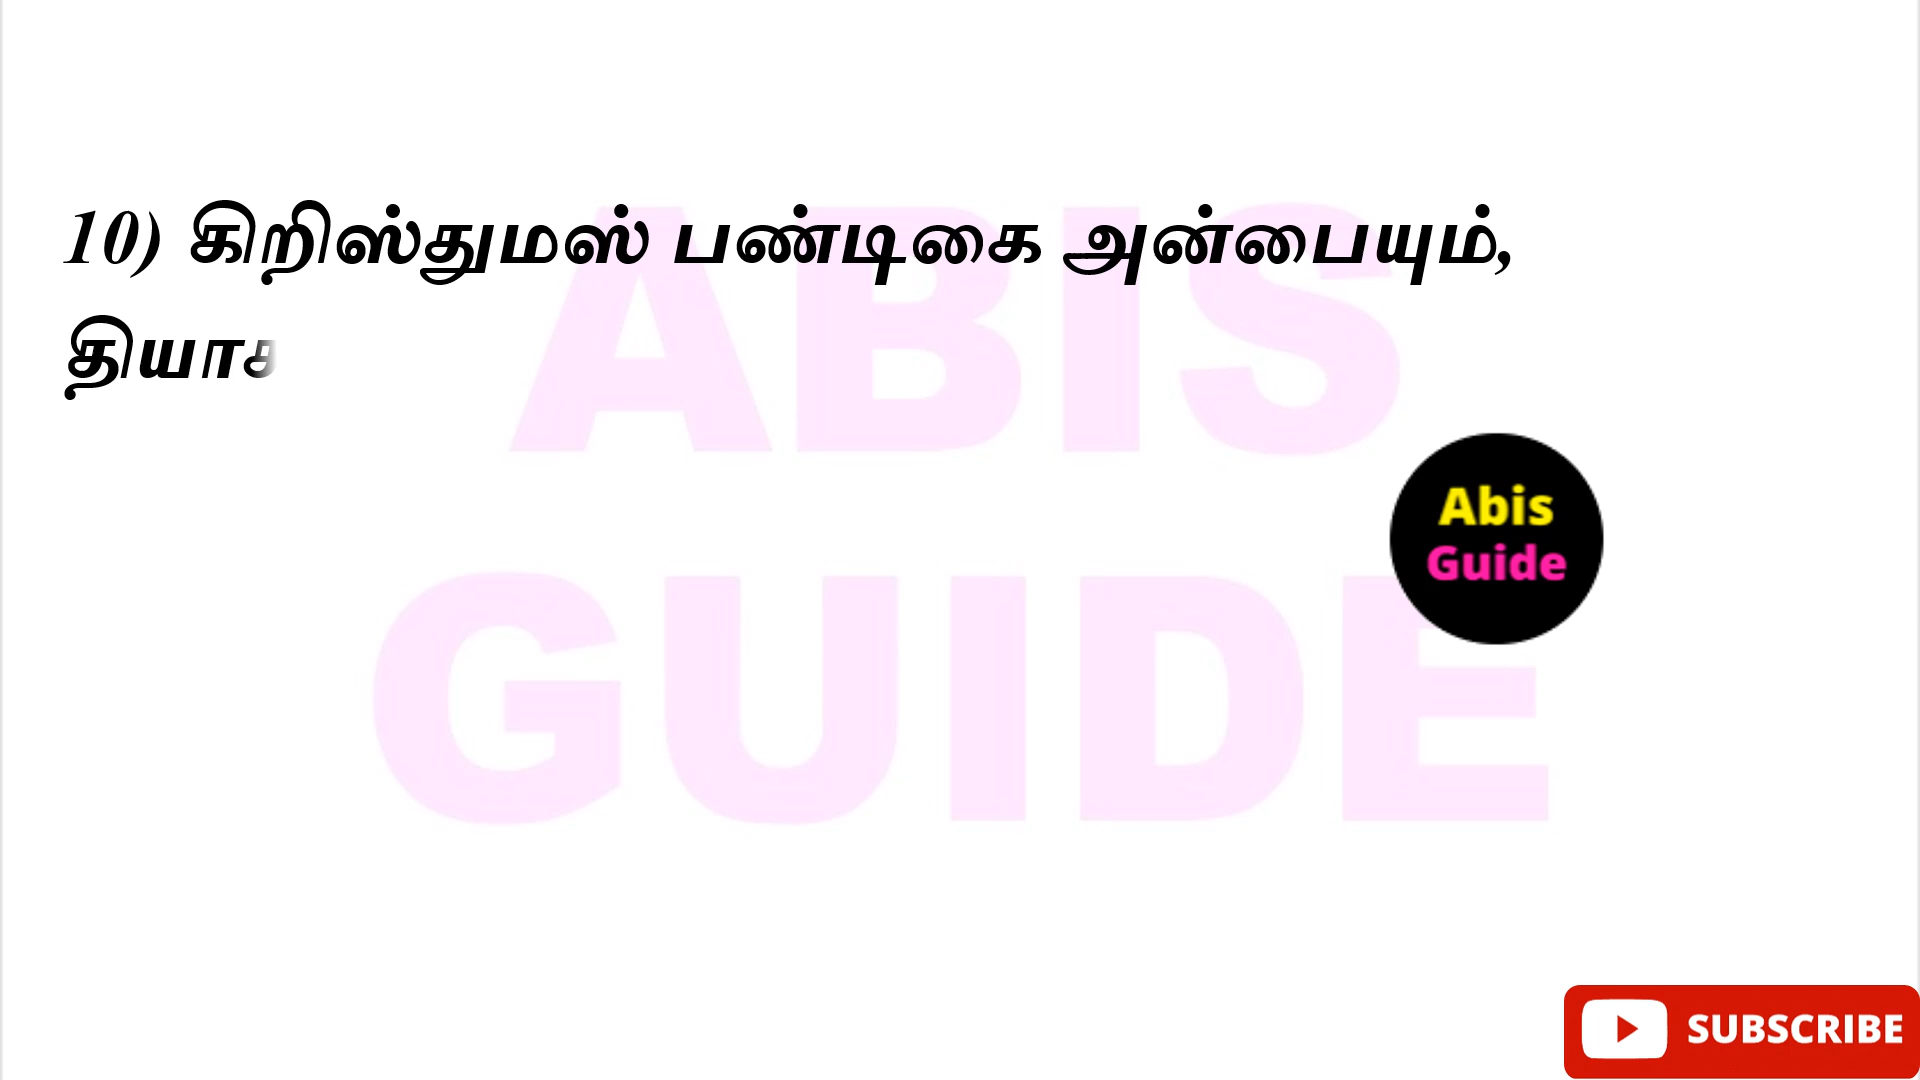 10) கிறிஸ்துமஸ் பண்டிகை அன்பையும்,
ABIS
GUIDE
Abis
Guide
SUBSCRIBE